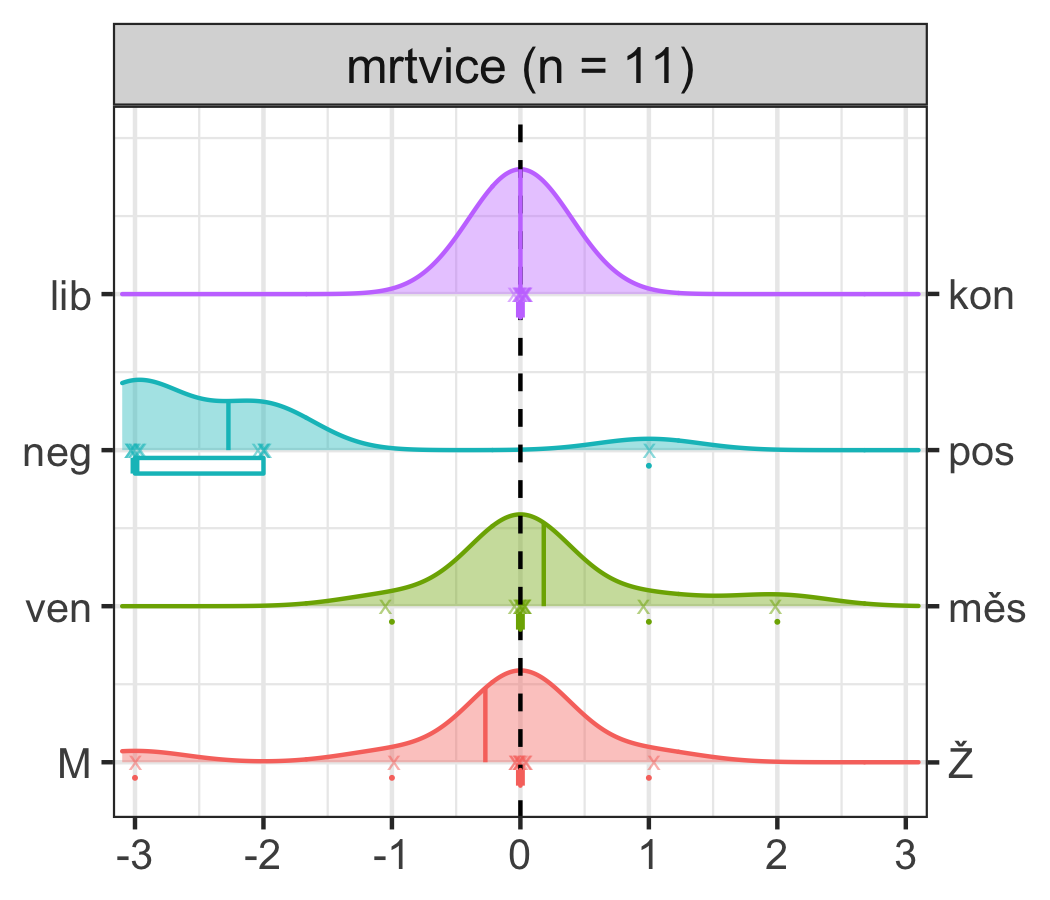 mrtvice (n = 11)
lib kon
neg pos
ven měs
M Ž
-3 -2 -1 0 1 2 3